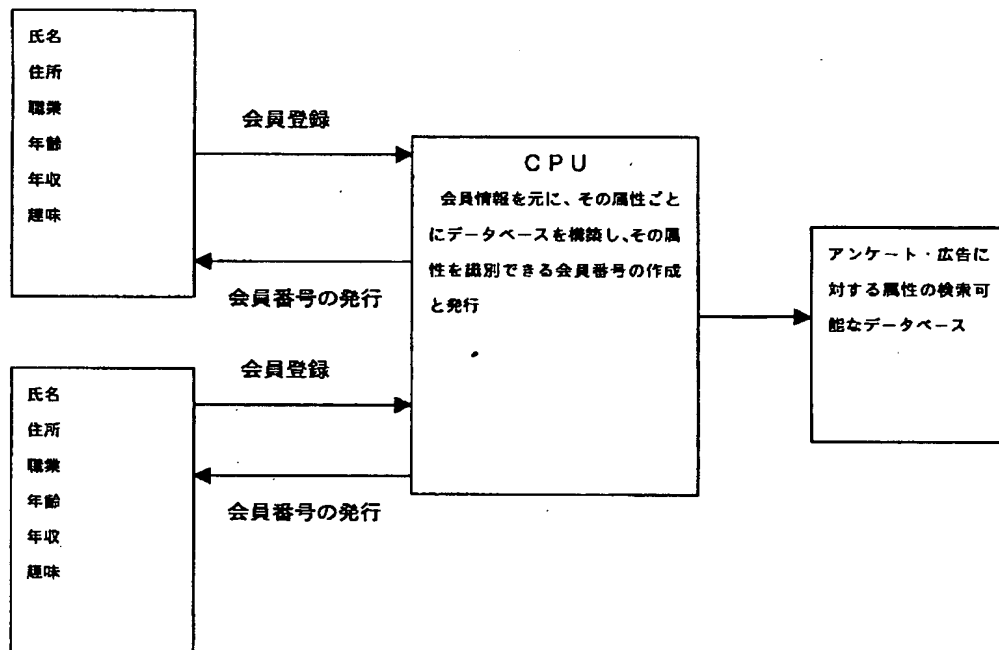 氏名
住所
職業
年齢
年収
趣味
会員登録
会員番号の発行
氏名
住所
職業
年齢
年収
趣味
会員登録
会員番号の発行
CPU
会員情報を元に、その属性ごと
にデータベースを構築し、その属
性を識別できる会員番号の作成
と発行
アンケート・広告に
対する属性の検索可
能なデータベース